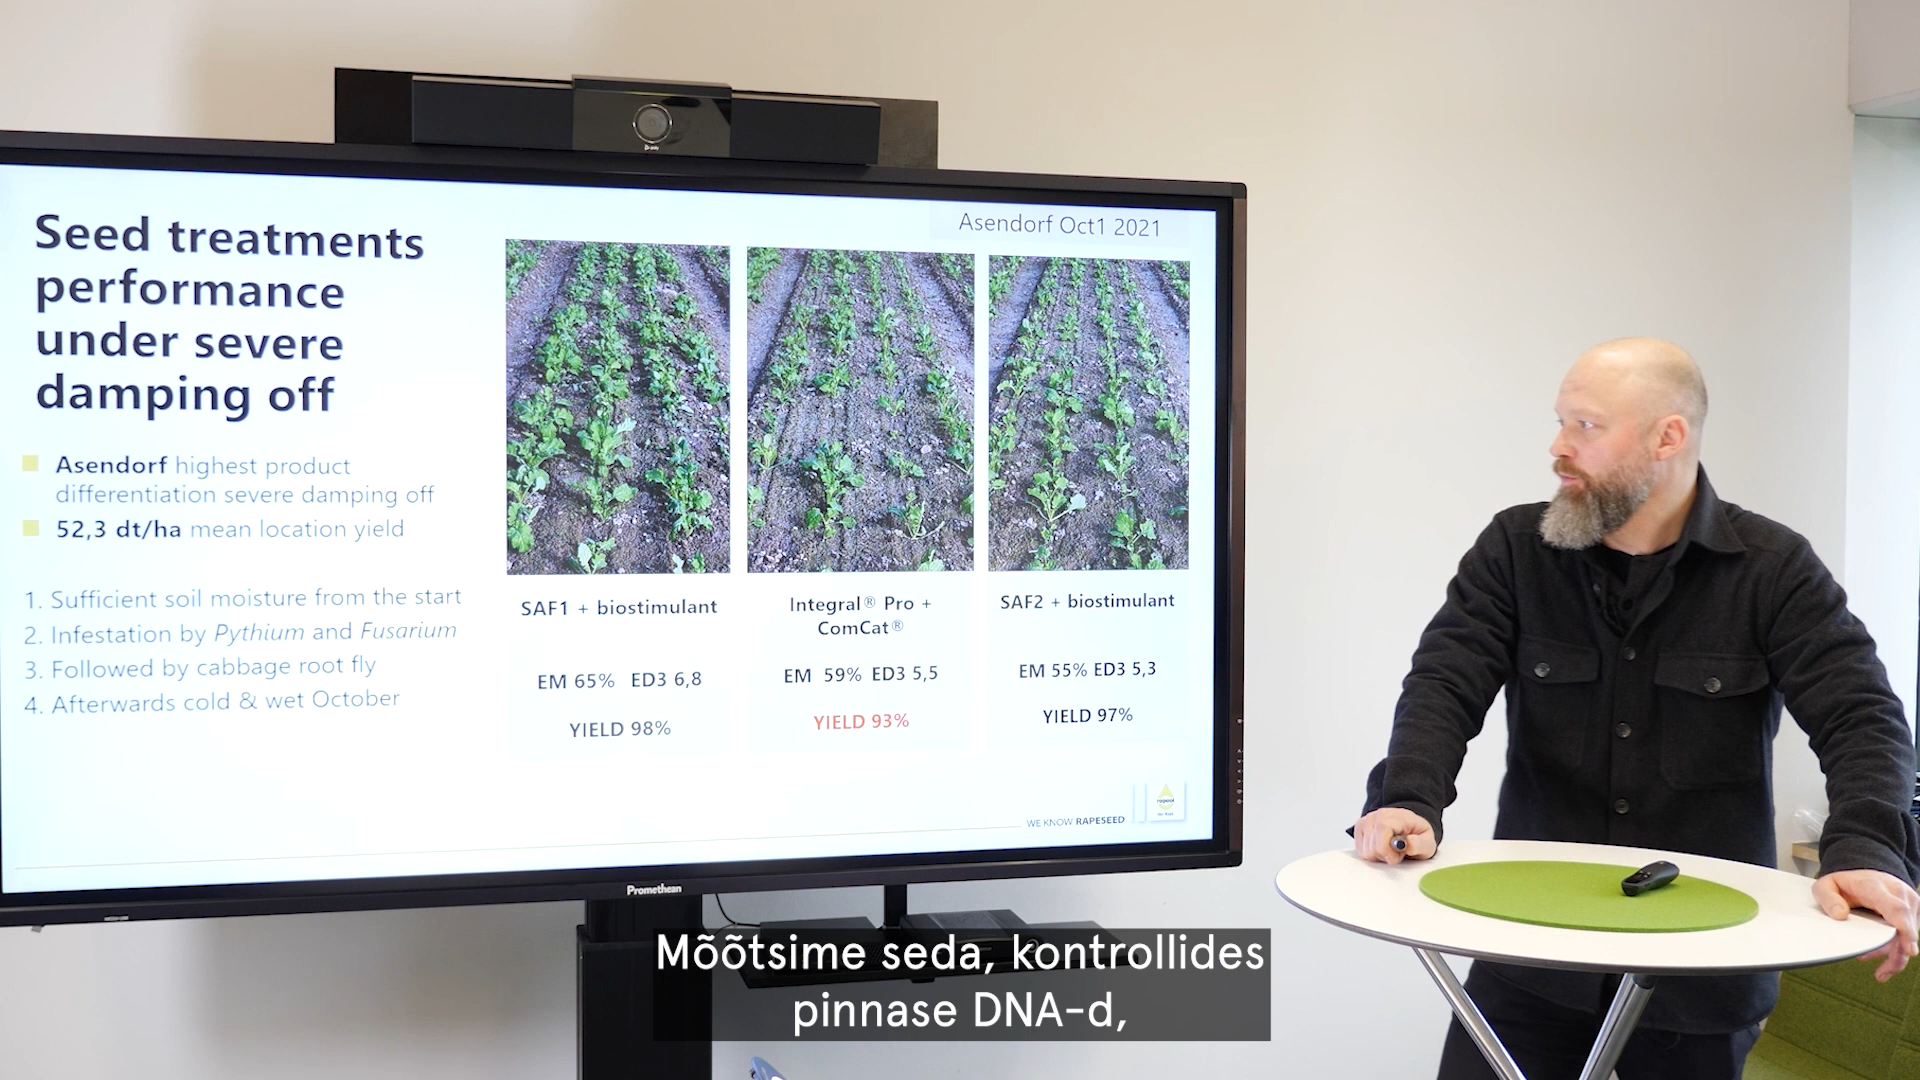 Seed treatments
performance
under severe
damping off
Asendorf highest product
differentiation severe damping off
52,3 dt/ha mean location yield
1. Sufficient soil moisture from the start
2. Infestation by Pythium and Fusarium
3. Followed by cabbage root fly
4. Afterwards cold & wet October
Asendorf Oct1 2021
SAF1 + biostimulant
EM 65% ED3 6,8
YIELD 98%
Integral® Pro +
ComCat®
EM 59% ED3 5,5
YIELD 93%
SAF2 + biostimulant
EM 55% ED3 5,3
YIELD 97%
WE KNOW RAPESEED
rapool
Promethean
poly
Mõõtsime seda, kontrollides
pinnase DNA-d,